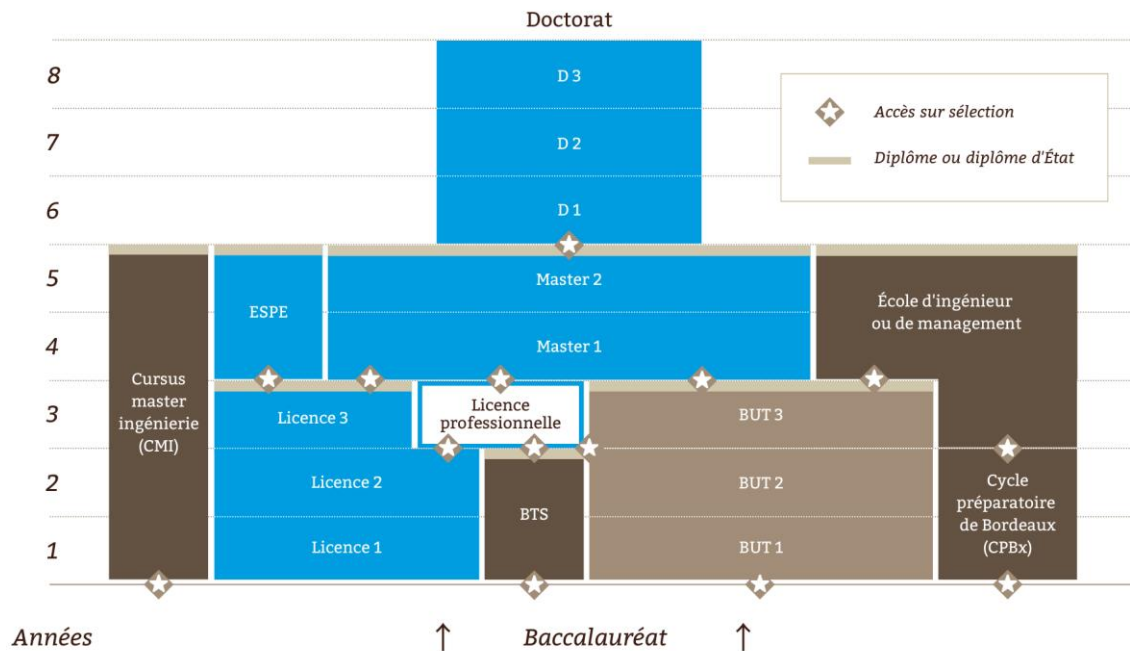 Doctorat
8
D 3
Accès sur sélection
7
D 2
Diplôme ou diplôme d'État
6
D 1
5
Master 2
ESPE
École d'ingénieur
ou de management
4
Master 1
Cursus
master
ingénierie
(CMI)
3
Licence 3
Licence
professionnelle
BUT 3
2
Licence 2
BTS
BUT 2
Cycle
préparatoire
de Bordeaux
(CPBx)
1
Licence 1
BUT 1
Années
↑
Baccalauréat
↑